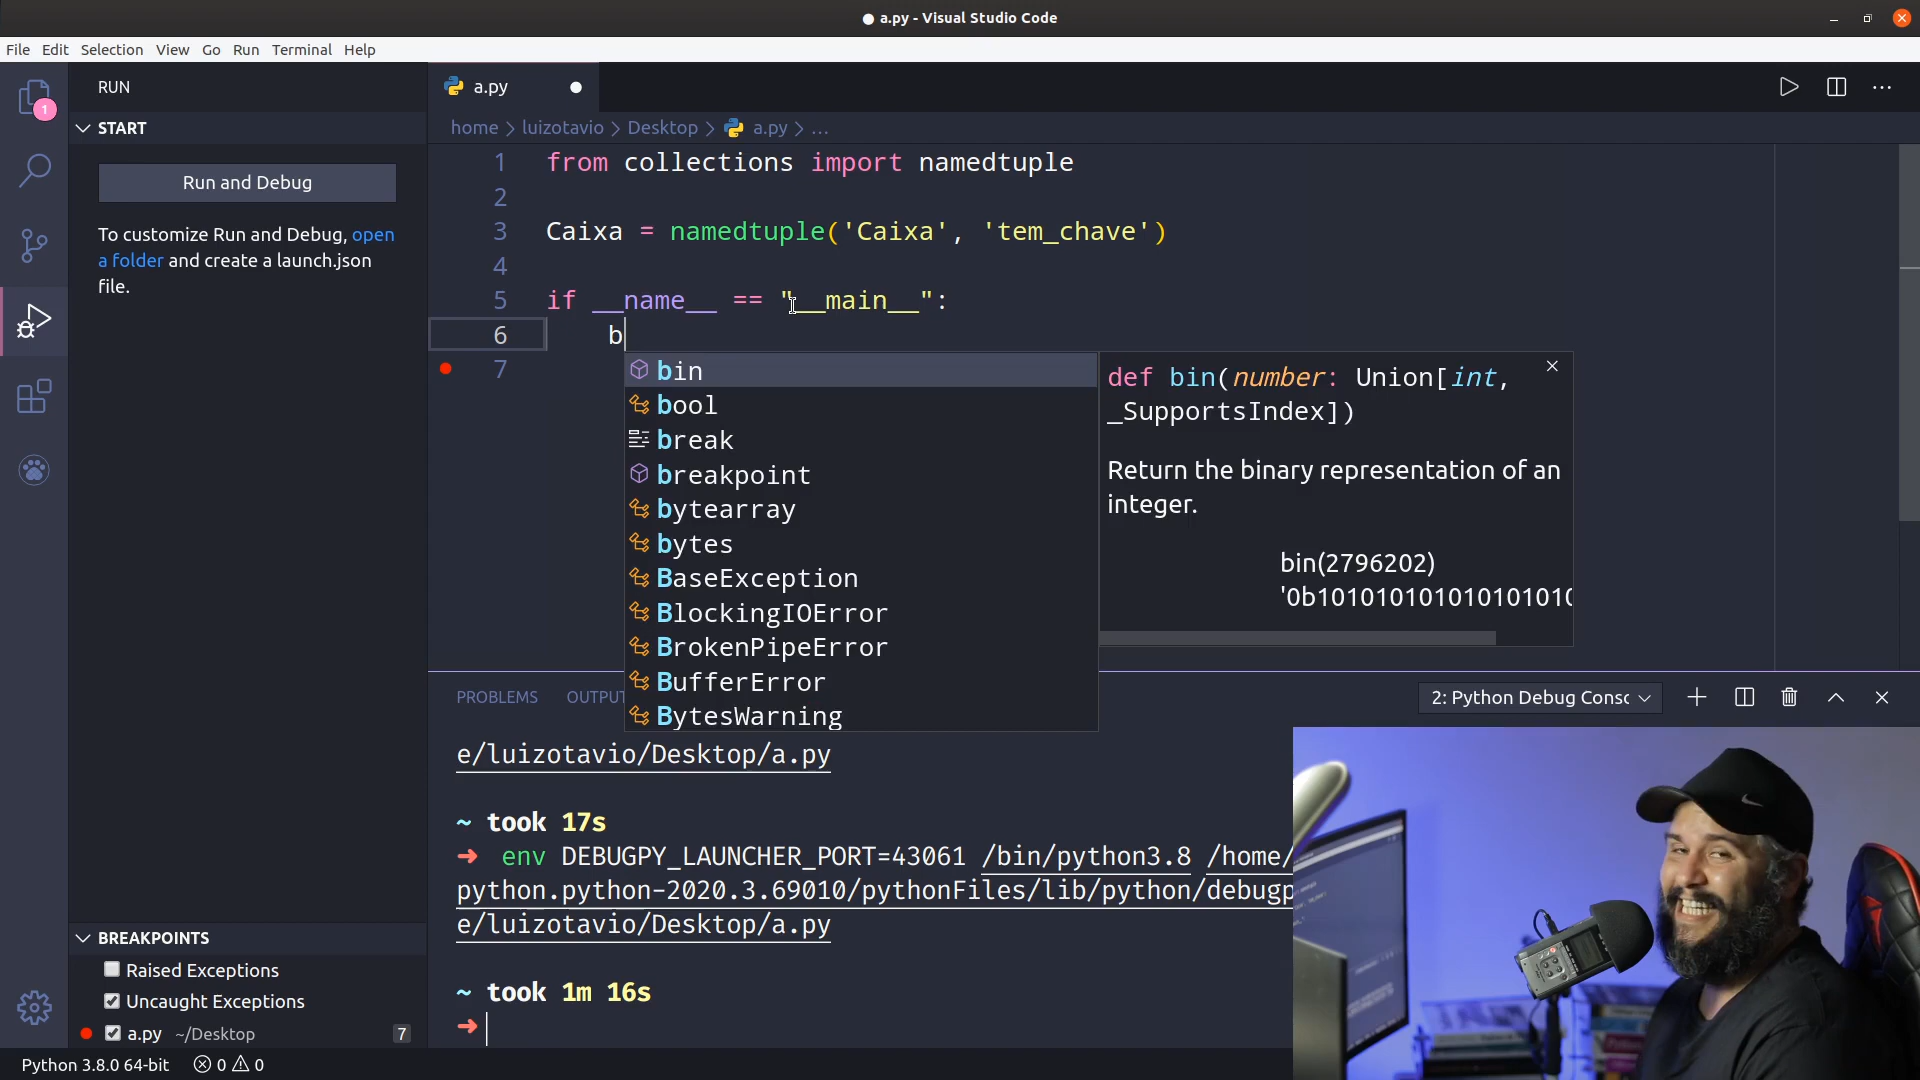 a.py - Visual Studio Code
File Edit Selection View Go Run Terminal Help
1
RUN
START
Run and Debug
To customize Run and Debug, open
a folder and create a launch.json
file.
a.py
home > luizotavio > Desktop > a.py > ...
1 from collections import namedtuple
2
3 Caixa = namedtuple('Caixa', 'tem_chave')
4
5 if __name__ == "__main__":
6 b
7
bin
bool
break
breakpoint
bytearray
bytes
BaseException
BlockingIOError
BrokenPipeError
BufferError
BytesWarning
def bin(number: Union[int,
_SupportsIndex])
Return the binary representation of an
integer.
bin(2796202)
'0b1010101010101010
PROBLEMS OUTPU
2: Python Debug Consc
e/luizotavio/Desktop/a.py
~ took 17s
➜ env DEBUGPY_LAUNCHER_PORT=43061 /bin/python3.8 /home/
python.python-2020.3.69010/pythonFiles/lib/python/debugp
e/luizotavio/Desktop/a.py
~ took 1m 16s
➜
BREAKPOINTS
Raised Exceptions
Uncaught Exceptions
a.py ~/Desktop 7
Python 3.8.0 64-bit 0 0